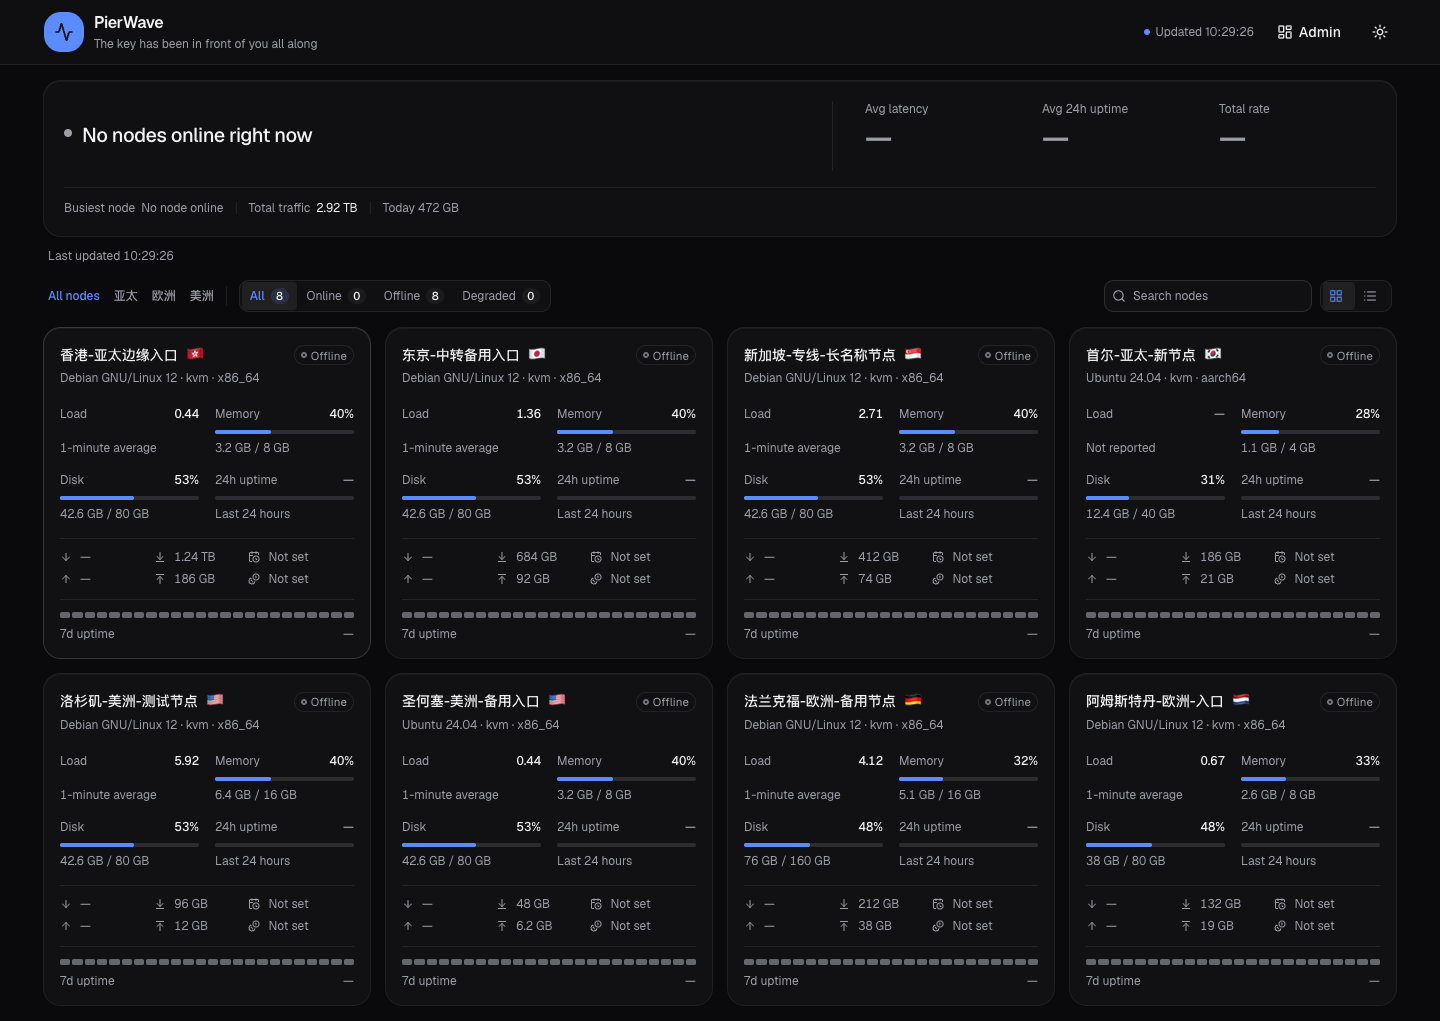 PierWave
The key has been in front of you all along
Updated 10:29:26
Admin
No nodes online right now
Avg latency
—
Avg 24h uptime
—
Total rate
—
Busiest node No node online
Total traffic 2.92 TB
Today 472 GB
Last updated 10:29:26
All nodes 亚太 欧洲 美洲
All 8 Online 0 Offline 8 Degraded 0
Search nodes
香港-亚太边缘入口 Offline
Debian GNU/Linux 12 · kvm · x86_64
Load 0.44 Memory 40%
1-minute average 3.2 GB / 8 GB
Disk 53% 24h uptime —
42.6 GB / 80 GB Last 24 hours
— 1.24 TB Not set
— 186 GB Not set
7d uptime —
东京-中转备用入口 Offline
Debian GNU/Linux 12 · kvm · x86_64
Load 1.36 Memory 40%
1-minute average 3.2 GB / 8 GB
Disk 53% 24h uptime —
42.6 GB / 80 GB Last 24 hours
— 684 GB Not set
— 92 GB Not set
7d uptime —
新加坡-专线-长名称节点 Offline
Debian GNU/Linux 12 · kvm · x86_64
Load 2.71 Memory 40%
1-minute average 3.2 GB / 8 GB
Disk 53% 24h uptime —
42.6 GB / 80 GB Last 24 hours
— 412 GB Not set
— 74 GB Not set
7d uptime —
首尔-亚太-新节点 Offline
Ubuntu 24.04 · kvm · aarch64
Load — Memory 28%
Not reported 1.1 GB / 4 GB
Disk 31% 24h uptime —
12.4 GB / 40 GB Last 24 hours
— 186 GB Not set
— 21 GB Not set
7d uptime —
洛杉矶-美洲-测试节点 Offline
Debian GNU/Linux 12 · kvm · x86_64
Load 5.92 Memory 40%
1-minute average 6.4 GB / 16 GB
Disk 53% 24h uptime —
42.6 GB / 80 GB Last 24 hours
— 96 GB Not set
— 12 GB Not set
7d uptime —
圣何塞-美洲-备用入口 Offline
Ubuntu 24.04 · kvm · x86_64
Load 0.44 Memory 40%
1-minute average 3.2 GB / 8 GB
Disk 53% 24h uptime —
42.6 GB / 80 GB Last 24 hours
— 48 GB Not set
— 6.2 GB Not set
7d uptime —
法兰克福-欧洲-备用节点 Offline
Debian GNU/Linux 12 · kvm · x86_64
Load 4.12 Memory 32%
1-minute average 5.1 GB / 16 GB
Disk 48% 24h uptime —
76 GB / 160 GB Last 24 hours
— 212 GB Not set
— 38 GB Not set
7d uptime —
阿姆斯特丹-欧洲-入口 Offline
Debian GNU/Linux 12 · kvm · x86_64
Load 0.67 Memory 33%
1-minute average 2.6 GB / 8 GB
Disk 48% 24h uptime —
38 GB / 80 GB Last 24 hours
— 132 GB Not set
— 19 GB Not set
7d uptime —